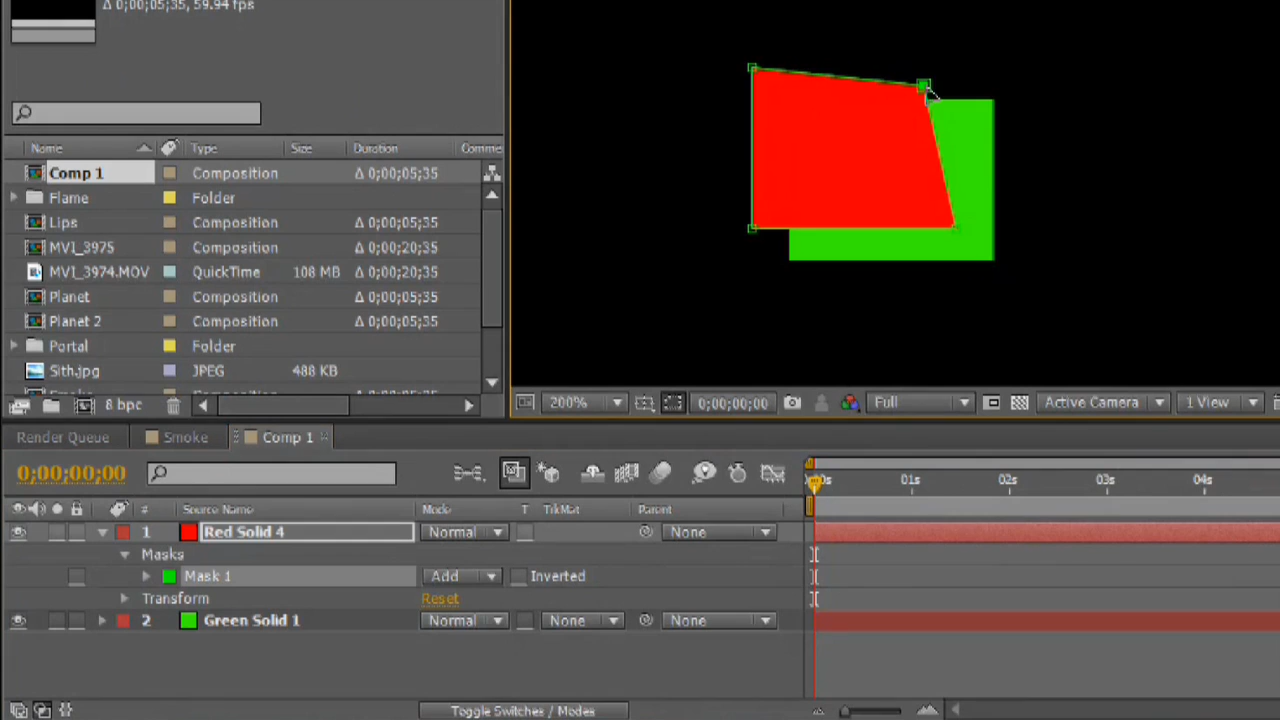 Δ 0;00;05;35, 59.94 fps
Name Type Size Duration Comme
Comp 1 Composition Δ 0;00;05;35
Flame Folder
Lips Composition Δ 0;00;05;35
MVI_3975 Composition Δ 0;00;20;35
MVI_3974.MOV QuickTime 108 MB Δ 0;00;20;35
Planet Composition Δ 0;00;05;35
Planet 2 Composition Δ 0;00;05;35
Portal Folder
Sith.jpg JPEG 488 KB
8 bpc
200% 0;00;00;00 Full Active Camera 1 View
Render Queue Smoke Comp 1
0;00;00;00
01s 02s 03s 04s
# Source Name Mode T TrkMat Parent
1 Red Solid 4 Normal None
Masks
Mask 1 Add Inverted
Transform Reset
2 Green Solid 1 Normal None None
Toggle Switches / Modes